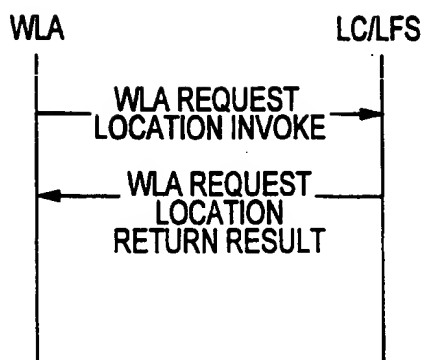 WLA LC/LFS
WLA REQUEST
LOCATION INVOKE
WLA REQUEST
LOCATION
RETURN RESULT